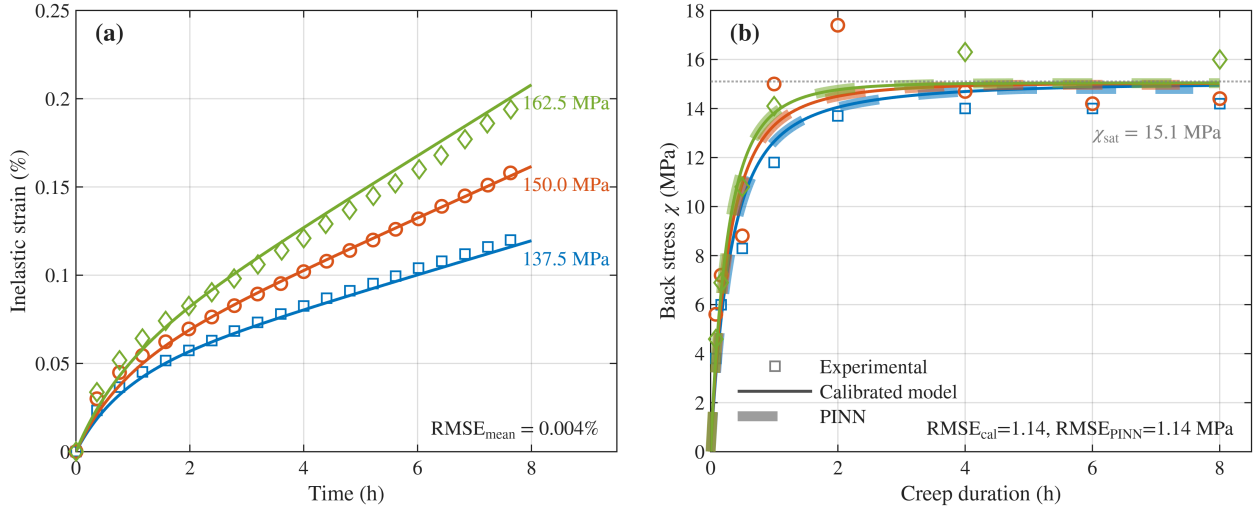 (a)
0.25
0.2
0.15
0.1
0.05
0
Inelastic strain (%)
162.5 MPa
150.0 MPa
137.5 MPa
RMSE_mean = 0.004%
0 2 4 6 8
Time (h)
(b)
18
16
14
12
10
8
6
4
2
0
Back stress χ (MPa)
χ_sat = 15.1 MPa
Experimental
Calibrated model
PINN
RMSE_cal=1.14, RMSE_PINN=1.14 MPa
0 2 4 6 8
Creep duration (h)